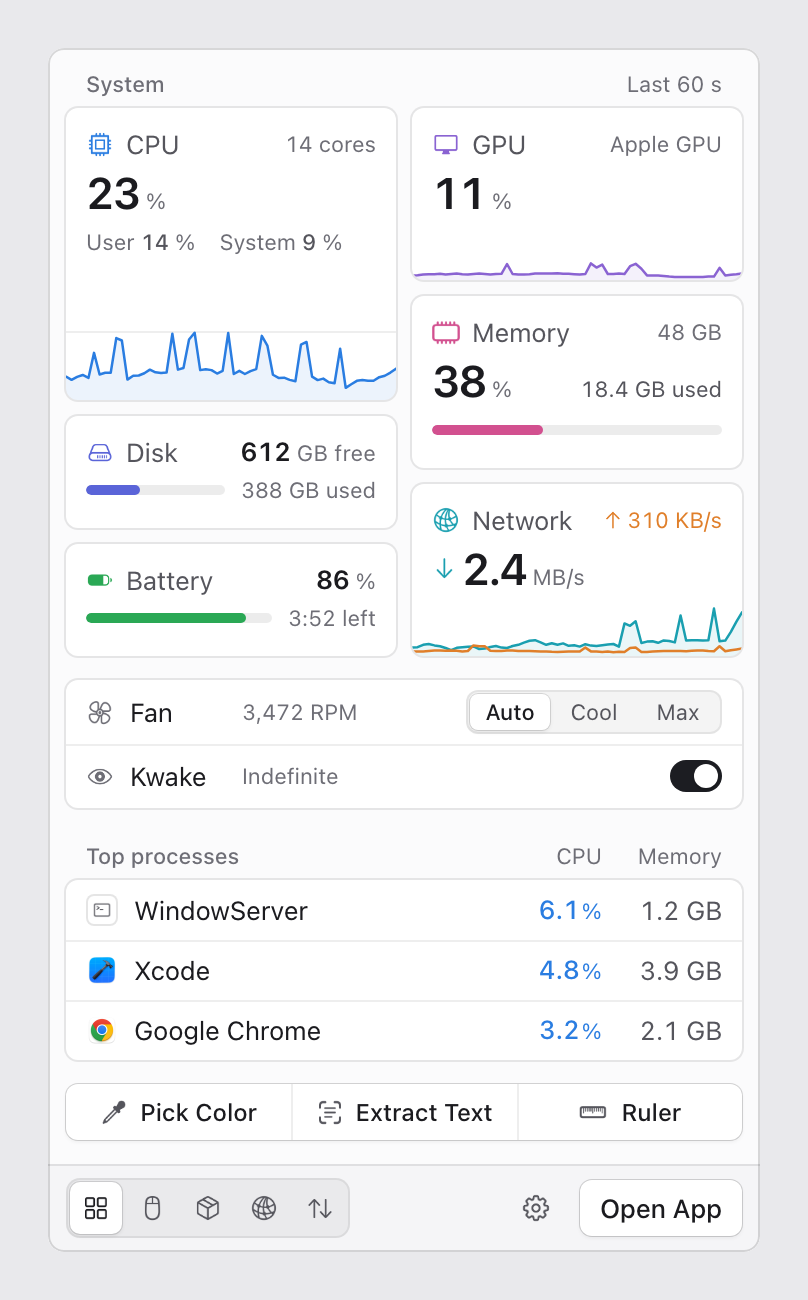 System
Last 60 s
CPU
14 cores
23 %
User 14 %
System 9 %
GPU
Apple GPU
11 %
Memory
48 GB
38 %
18.4 GB used
Disk
612 GB free
388 GB used
Battery
86 %
3:52 left
Network
↑ 310 KB/s
↓ 2.4 MB/s
Fan
3,472 RPM
Auto
Cool
Max
Kwake
Indefinite
Top processes
CPU
Memory
WindowServer
6.1%
1.2 GB
Xcode
4.8%
3.9 GB
Google Chrome
3.2%
2.1 GB
Pick Color
Extract Text
Ruler
Open App